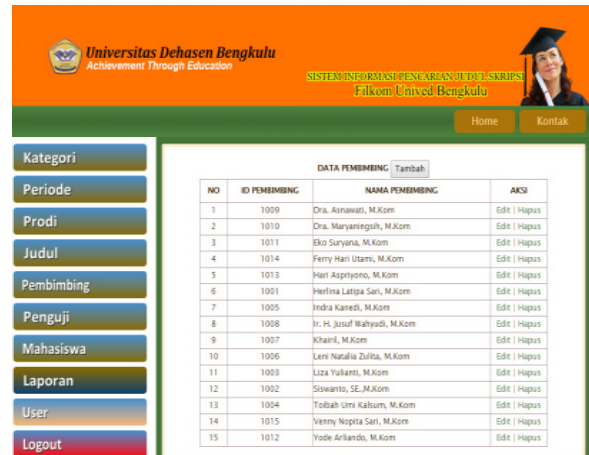 Universitas Dehasen Bengkulu
Achievement Through Education
SISTEM INFORMASI PENCARIAN JUDUL SKRIPSI
Filkom Unived Bengkulu
Home Kontak
Kategori
Periode
Prodi
Judul
Pembimbing
Penguji
Mahasiswa
Laporan
User
Logout
DATA PEMBIMBING Tambah
NO ID PEMBIMBING NAMA PEMBIMBING AKSI
1 1009 Dra. Asnawati, M.Kom Edit | Hapus
2 1010 Dra. Maryaningsih, M.Kom Edit | Hapus
3 1011 Eko Suryana, M.Kom Edit | Hapus
4 1014 Ferry Hari Utami, M.Kom Edit | Hapus
5 1013 Hari Aspriyono, M.Kom Edit | Hapus
6 1001 Herlina Latipa Sari, M.Kom Edit | Hapus
7 1005 Indra Kanedi, M.Kom Edit | Hapus
8 1008 Ir. H. Jusuf Wahyudi, M.Kom Edit | Hapus
9 1007 Khairil, M.Kom Edit | Hapus
10 1006 Leni Natalia Zulita, M.Kom Edit | Hapus
11 1003 Liza Yulianti, M.Kom Edit | Hapus
12 1002 Siswanto, SE.,M.Kom Edit | Hapus
13 1004 Toibah Umi Kalsum, M.Kom Edit | Hapus
14 1015 Venny Nopita Sari, M.Kom Edit | Hapus
15 1012 Yode Arliando, M.Kom Edit | Hapus